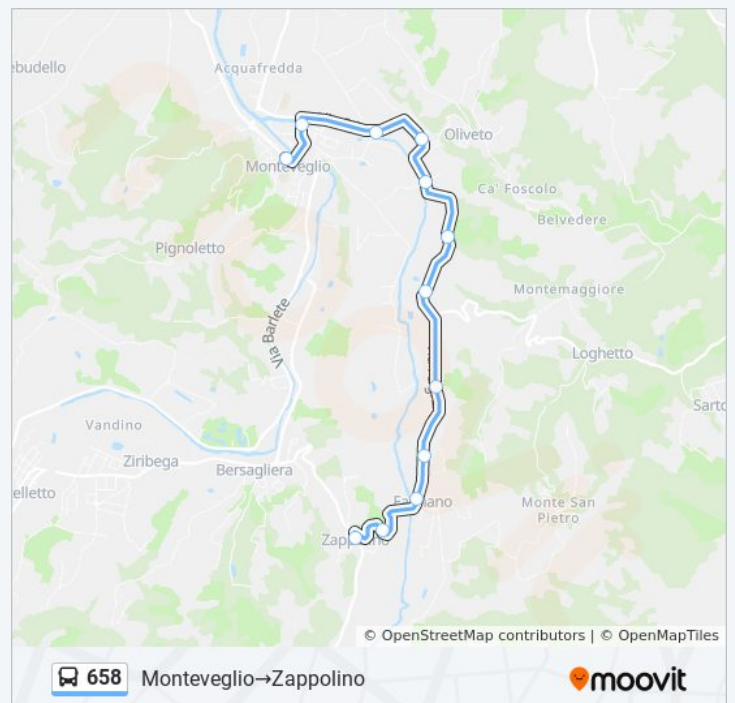 ebudello
Acquafredda
Oliveto
Monteveglio
Ca' Foscolo
Belvedere
Pignoletto
Montemaggiore
Via Barlete
Loghetto
Sarto
Vandino
Ziribega
Bersagliera
elletto
Monte San
Pietro
© OpenStreetMap contributors | © OpenMapTiles
658 Monteveglio→Zappolino
moovit